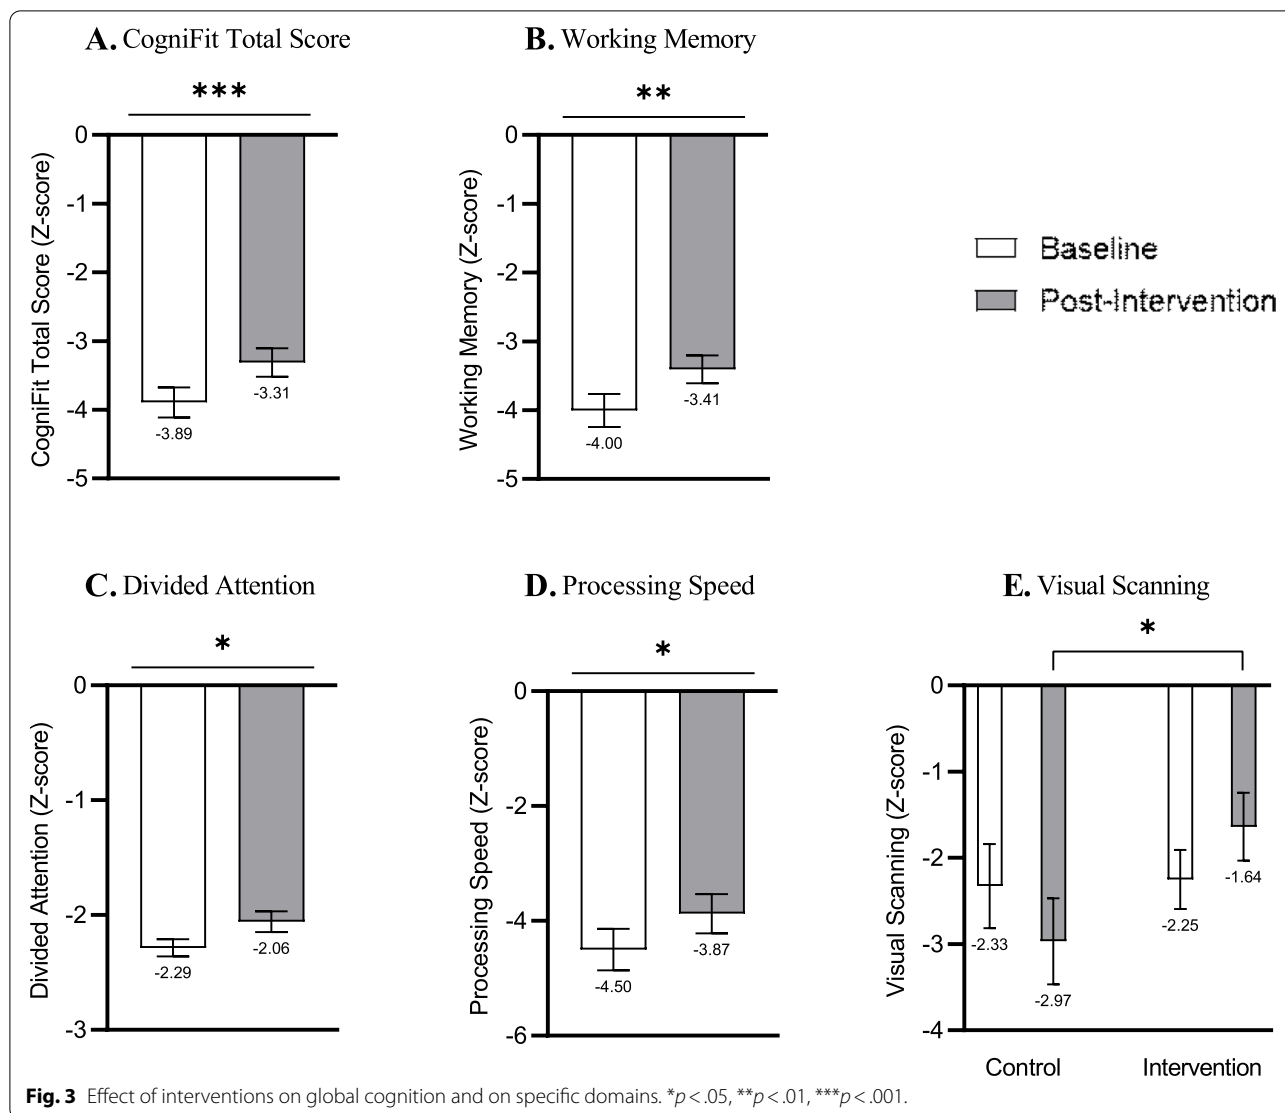 A. CogniFit Total Score
***
CogniFit Total Score (Z-score)
0
-1
-2
-3
-4
-5
-3.89
-3.31
B. Working Memory
**
Working Memory (Z-score)
0
-1
-2
-3
-4
-5
-4.00
-3.41
Baseline
Post-Intervention
C. Divided Attention
*
Divided Attention (Z-score)
0
-1
-2
-3
-2.29
-2.06
D. Processing Speed
*
Processing Speed (Z-score)
0
-2
-4
-6
-4.50
-3.87
E. Visual Scanning
*
Visual Scanning (Z-score)
0
-1
-2
-3
-4
-2.33
-2.97
-2.25
-1.64
Control
Intervention
Fig. 3 Effect of interventions on global cognition and on specific domains. *p < .05, **p < .01, ***p < .001.